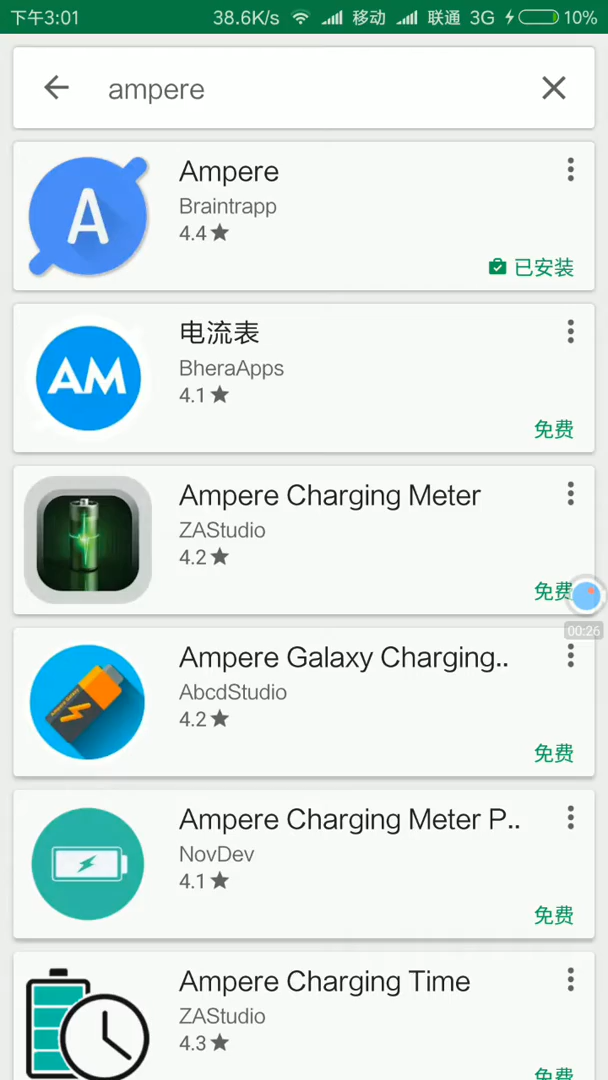 下午3:01 38.6K/s 移动 联通 3G 10%
ampere
A
Ampere
Braintrapp
4.4★
已安装
AM
电流表
BheraApps
4.1★
免费
Ampere Charging Meter
ZAStudio
4.2★
免费
00:26
Ampere Galaxy Charging..
AbcdStudio
4.2★
免费
Ampere Charging Meter P..
NovDev
4.1★
免费
Ampere Charging Time
ZAStudio
4.3★
免费